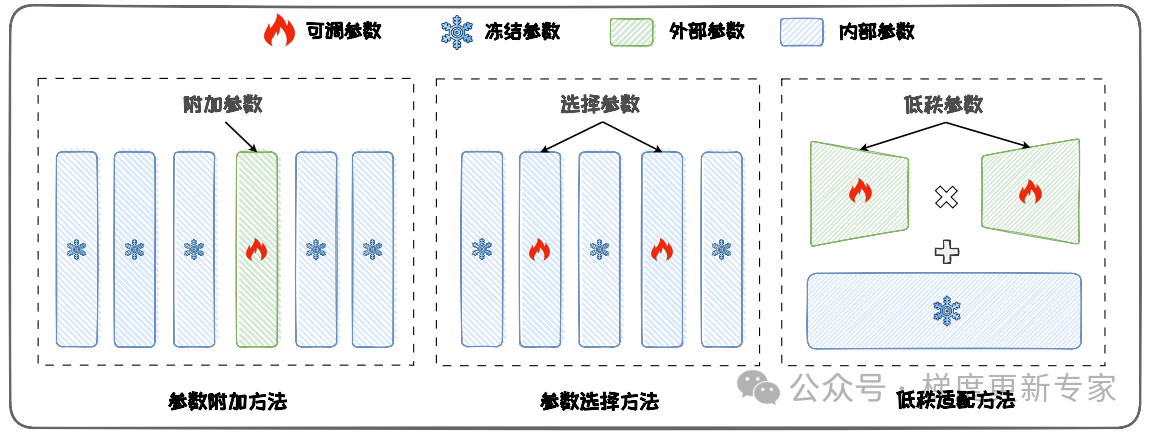 可调参数 冻结参数 外部参数 内部参数
附加参数 选择参数 低秩参数
参数附加方法 参数选择方法 低秩适配方法
公众号·梯度更新专家